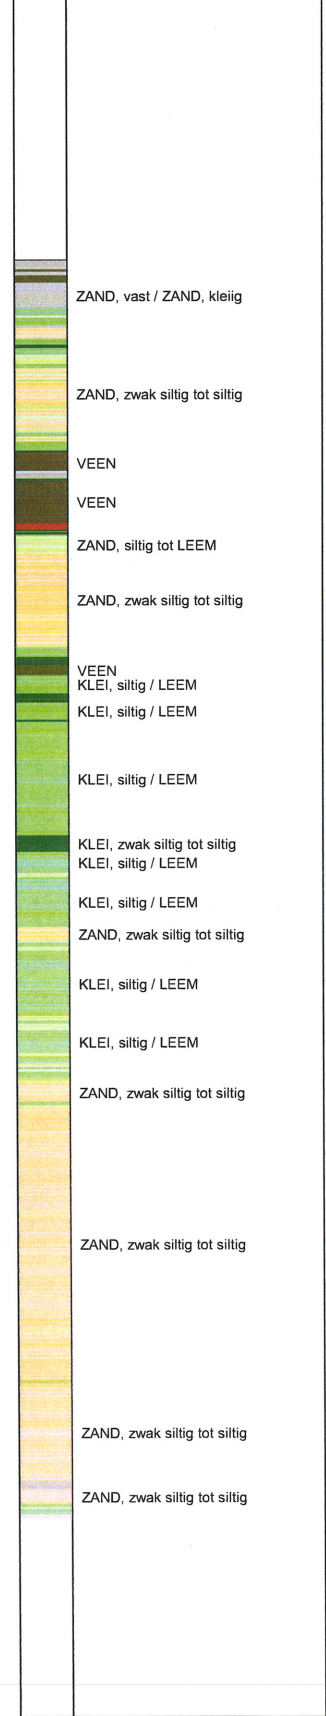 ZAND, vast / ZAND, kleiig
ZAND, zwak siltig tot siltig
VEEN
VEEN
ZAND, siltig tot LEEM
ZAND, zwak siltig tot siltig
VEEN
KLEI, siltig / LEEM
KLEI, siltig / LEEM
KLEI, siltig / LEEM
KLEI, zwak siltig tot siltig
KLEI, siltig / LEEM
KLEI, siltig / LEEM
ZAND, zwak siltig tot siltig
KLEI, siltig / LEEM
KLEI, siltig / LEEM
ZAND, zwak siltig tot siltig
ZAND, zwak siltig tot siltig
ZAND, zwak siltig tot siltig
ZAND, zwak siltig tot siltig